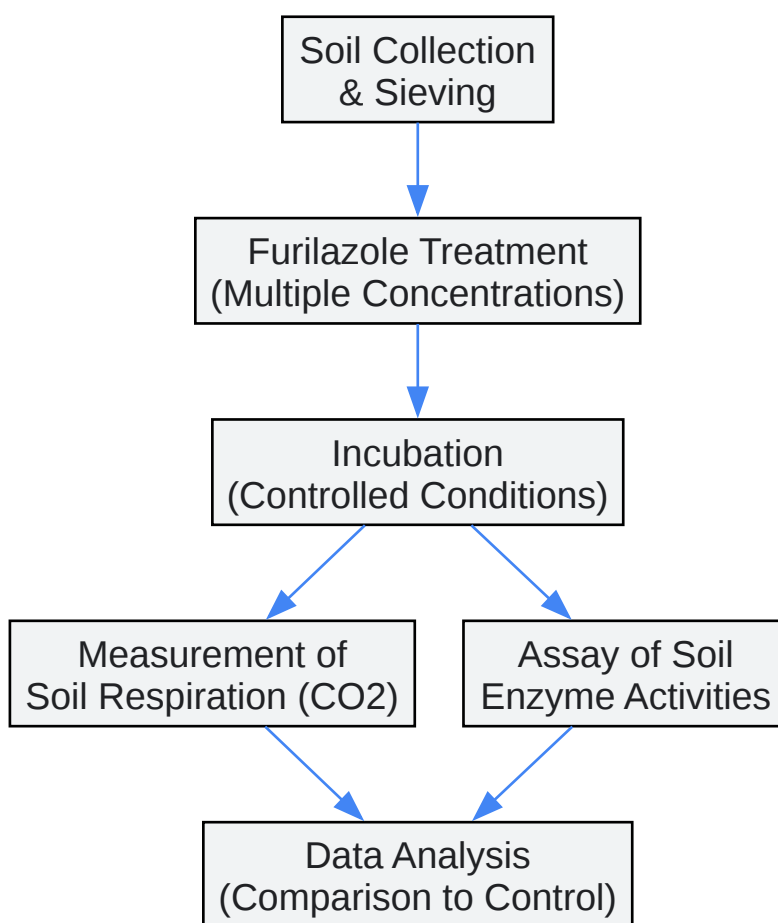 Soil Collection
& Sieving
Furilazole Treatment
(Multiple Concentrations)
Incubation
(Controlled Conditions)
Measurement of
Soil Respiration (CO2)
Assay of Soil
Enzyme Activities
Data Analysis
(Comparison to Control)